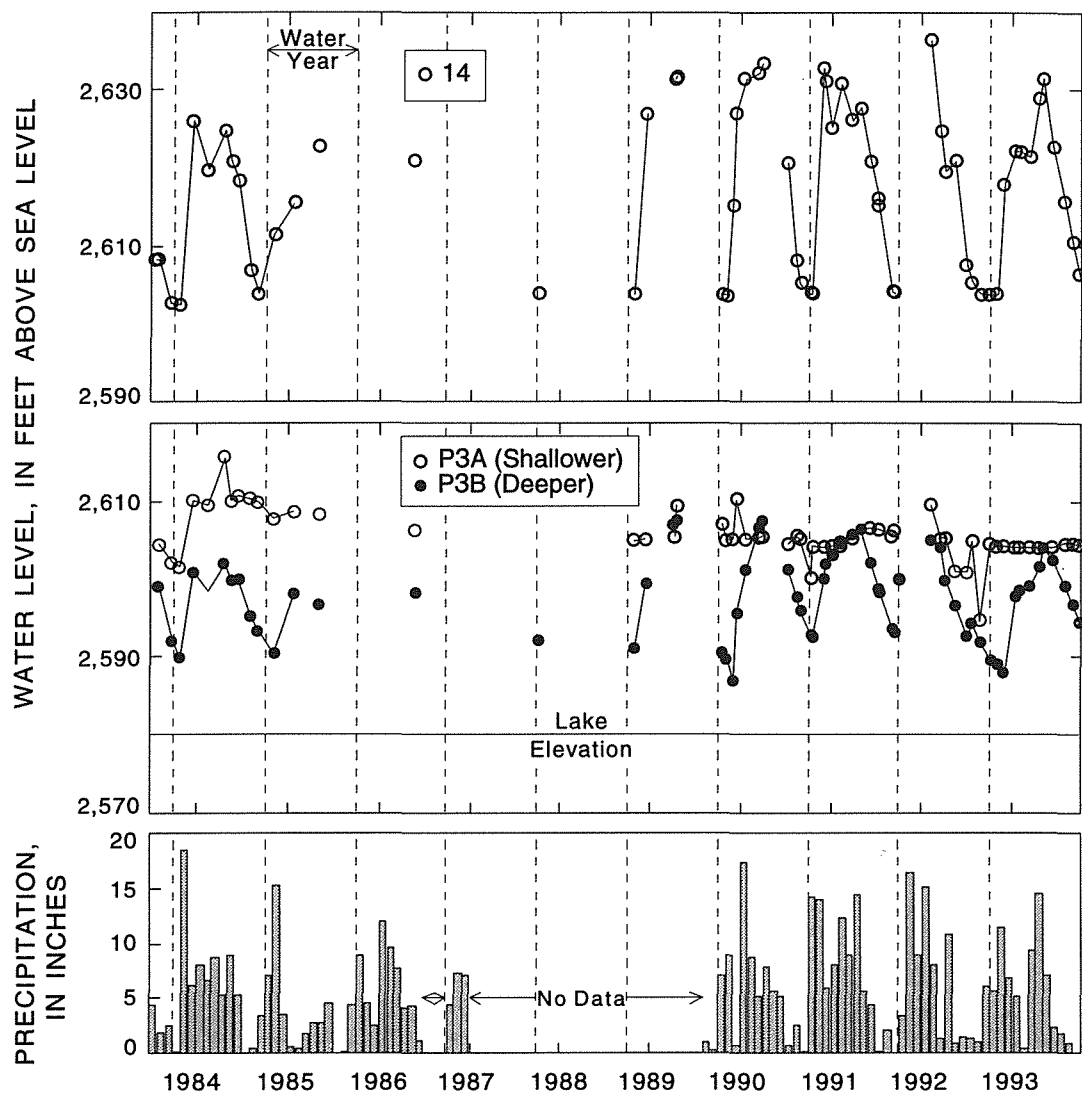 WATER LEVEL, IN FEET ABOVE SEA LEVEL
2,630
2,610
2,590
Water
Year
14
2,610
2,590
2,570
P3A (Shallower)
P3B (Deeper)
Lake
Elevation
PRECIPITATION,
IN INCHES
20
15
10
5
0
No Data
1984 1985 1986 1987 1988 1989 1990 1991 1992 1993